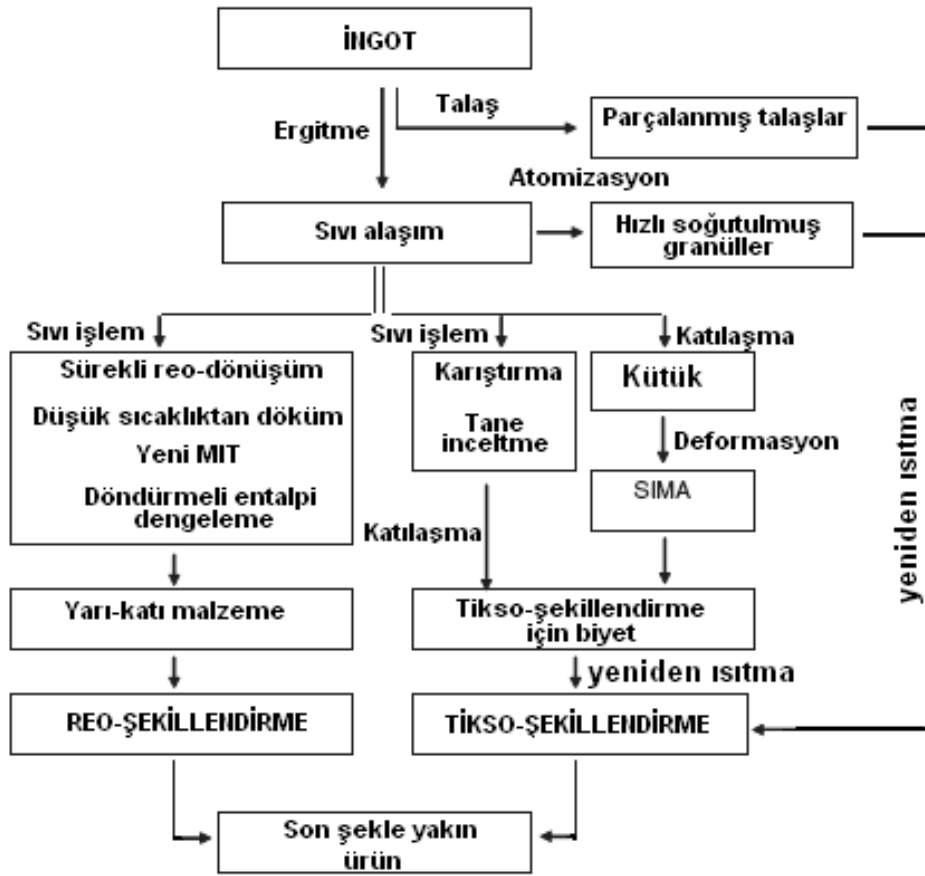 İNGOT
Talaş
Ergitme
Parçalanmış talaşlar
Atomizasyon
Sıvı alaşım
Hızlı soğutulmuş
granüller
Sıvı işlem
Sıvı işlem
Katılaşma
Sürekli reo-dönüşüm
Düşük sıcaklıktan döküm
Yeni MIT
Döndürmeli entalpi
dengeleme
Karıştırma
Tane
inceltme
Kütük
Deformasyon
SIMA
Katılaşma
yeniden ısıtma
Yarı-katı malzeme
Tikso-şekillendirme
için biyet
yeniden ısıtma
REO-ŞEKİLLENDİRME
TİKSO-ŞEKİLLENDİRME
Son şekle yakın
ürün